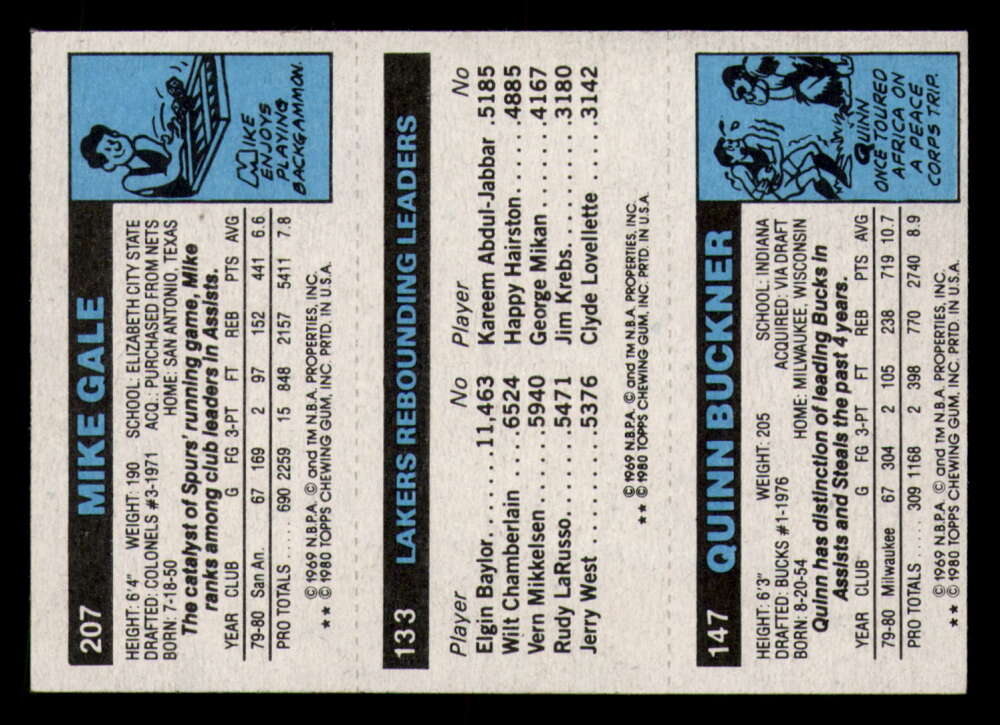 207 MIKE GALE
HEIGHT: 6'4" WEIGHT: 190 SCHOOL: ELIZABETH CITY STATE
DRAFTED: COLONELS #3-1971 ACQ.: PURCHASED FROM NETS
BORN: 7-18-50 HOME: SAN ANTONIO, TEXAS
The catalyst of Spurs' running game, Mike
ranks among club leaders in Assists.
YEAR CLUB G FG 3-PT FT REB PTS AVG
79-80 San An. 67 169 2 97 152 441 6.6
PRO TOTALS ... 690 2259 15 848 2157 5411 7.8
© 1969 N.B.P.A. © and TM N.B.A. PROPERTIES, INC.
★★ © 1980 TOPPS CHEWING GUM, INC. PRTD. IN U.S.A.
MIKE
ENJOYS
PLAYING
BACKGAMMON.
133 LAKERS REBOUNDING LEADERS
Player No Player No
Elgin Baylor......11,463 Kareem Abdul-Jabbar .5185
Wilt Chamberlain....6524 Happy Hairston......4885
Vern Mikkelsen.....5940 George Mikan......4167
Rudy LaRusso......5471 Jim Krebs.........3180
Jerry West.........5376 Clyde Lovellette ...3142
© 1969 N.B.P.A. © and TM N.B.A. PROPERTIES, INC.
★★ © 1980 TOPPS CHEWING GUM, INC. PRTD. IN U.S.A.
147 QUINN BUCKNER
HEIGHT: 6'3" WEIGHT: 205 SCHOOL: INDIANA
DRAFTED: BUCKS #1-1976 ACQUIRED: VIA DRAFT
BORN: 8-20-54 HOME: MILWAUKEE, WISCONSIN
Quinn has distinction of leading Bucks in
Assists and Steals the past 4 years.
YEAR CLUB G FG 3-PT FT REB PTS AVG
79-80 Milwaukee 67 304 2 105 238 719 10.7
PRO TOTALS ... 309 1168 2 398 770 2740 8.9
© 1969 N.B.P.A. © and TM N.B.A. PROPERTIES, INC.
★★ © 1980 TOPPS CHEWING GUM, INC. PRTD. IN U.S.A.
QUINN
ONCE TOURED
AFRICA ON
A PEACE
CORPS TRIP.